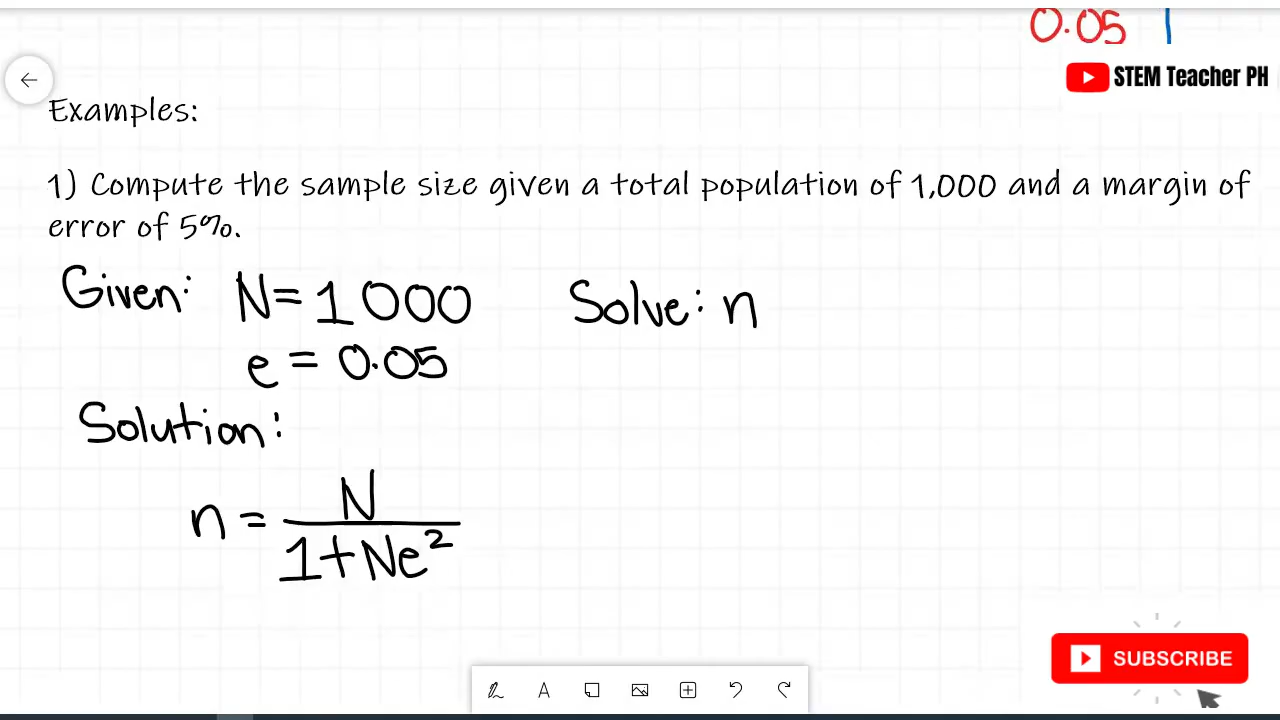 0.05
STEM Teacher PH
Examples:
1) Compute the sample size given a total population of 1,000 and a margin of
error of 5%.
Given: N = 1 000 Solve: n
e = 0.05
Solution:
n = N
1+Ne²
A
SUBSCRIBE